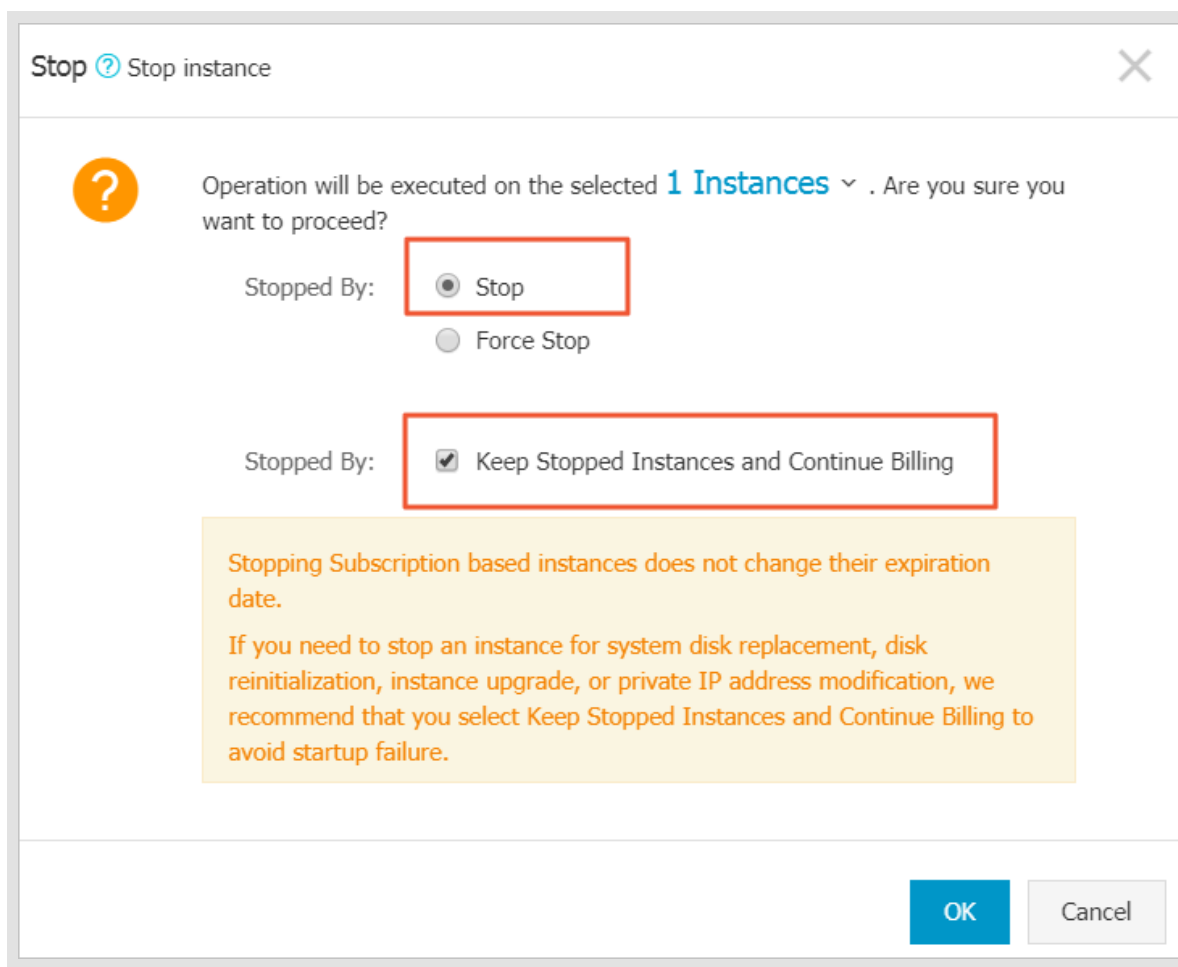 Stop ? Stop instance
?
Operation will be executed on the selected 1 Instances . Are you sure you
want to proceed?
Stopped By: Stop
Force Stop
Stopped By: Keep Stopped Instances and Continue Billing
Stopping Subscription based instances does not change their expiration
date.
If you need to stop an instance for system disk replacement, disk
reinitialization, instance upgrade, or private IP address modification, we
recommend that you select Keep Stopped Instances and Continue Billing to
avoid startup failure.
OK Cancel